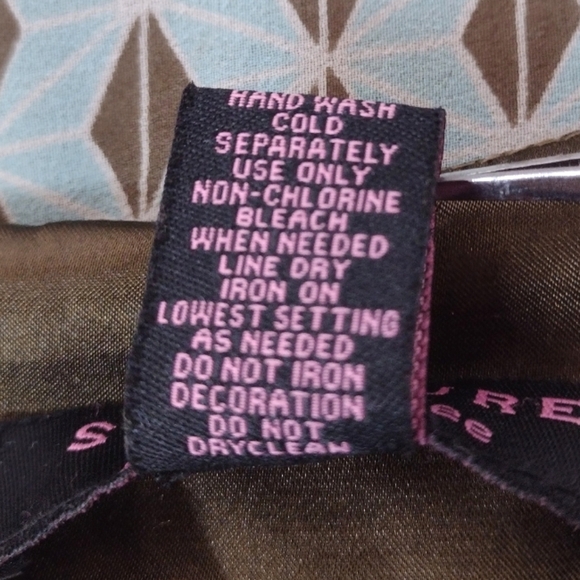 HAND WASH
COLD
SEPARATELY
USE ONLY
NON-CHLORINE
BLEACH
WHEN NEEDED
LINE DRY
IRON ON
LOWEST SETTING
AS NEEDED
DO NOT IRON
DECORATION
DO NOT
DRYCLEAN